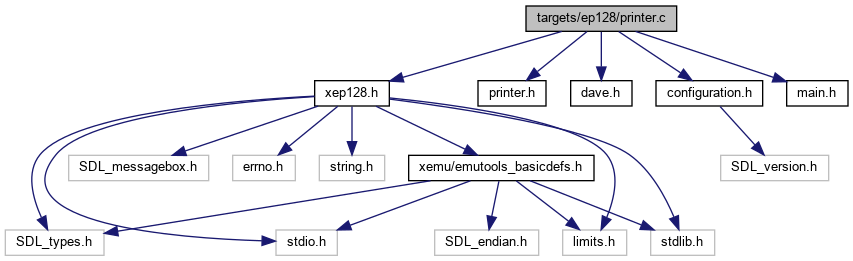 targets/ep128/printer.c
xep128.h
printer.h
dave.h
configuration.h
main.h
SDL_messagebox.h
errno.h
string.h
xemu/emutools_basicdefs.h
SDL_version.h
SDL_types.h
stdio.h
SDL_endian.h
limits.h
stdlib.h